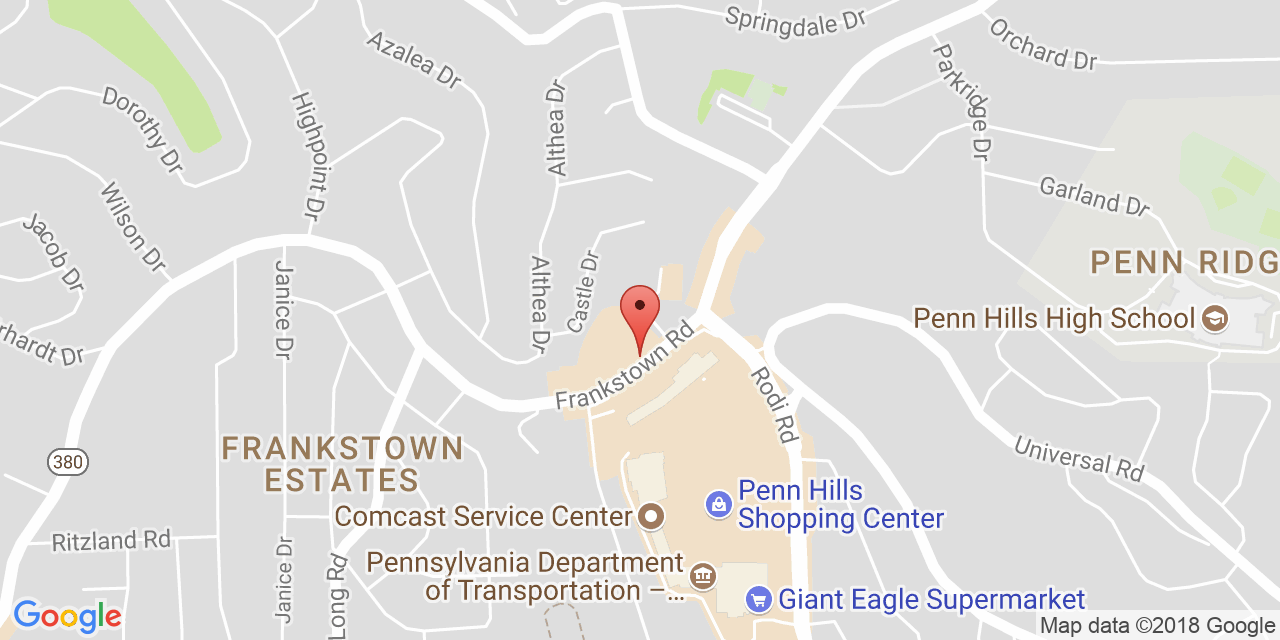 Springdale Dr
Orchard Dr
Azalea Dr
Parkridge Dr
Dorothy Dr
Highpoint Dr
Althea Dr
Garland Dr
Wilson Dr
Jacob Dr
PENN RIDG
Janice Dr
Althea Dr
Castle Dr
Penn Hills High School
rhardt Dr
Frankstown Rd
Rodi Rd
FRANKSTOWN
ESTATES
380
Universal Rd
Penn Hills
Shopping Center
Comcast Service Center
Ritzland Rd
Janice Dr
Long Rd
Pennsylvania Department
of Transportation –...
Giant Eagle Supermarket
Google
Map data ©2018 Google